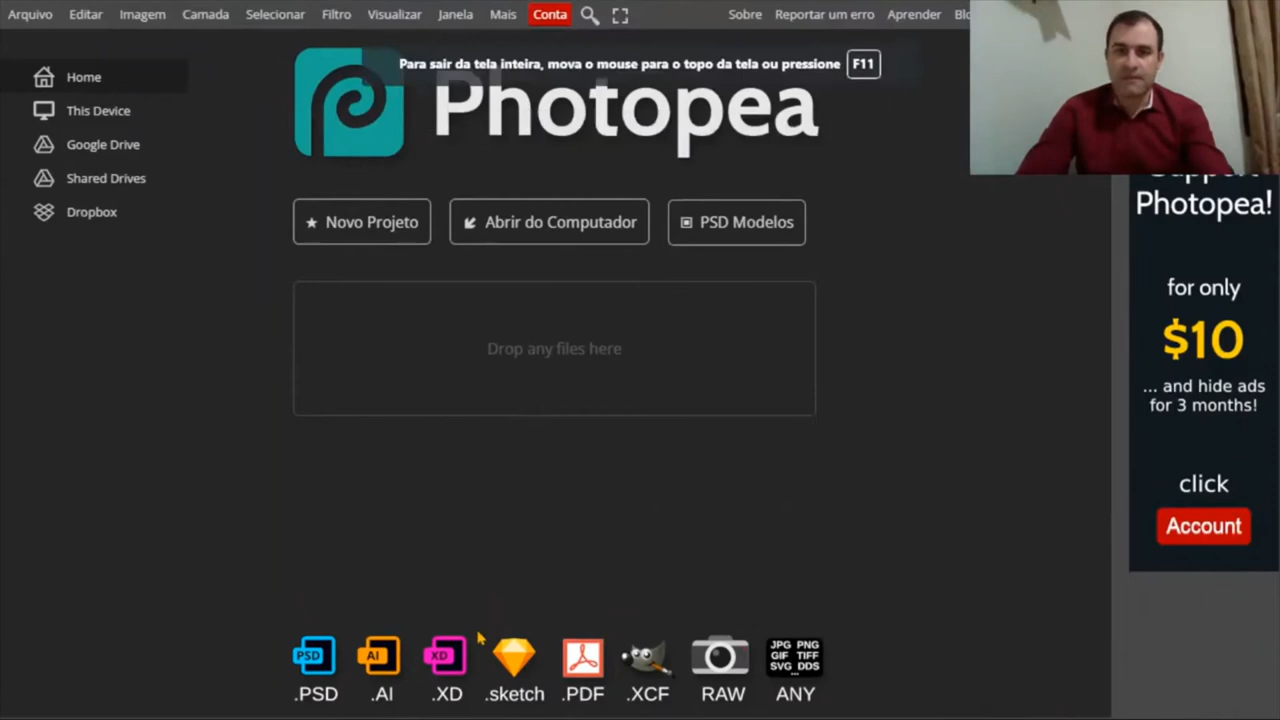 Arquivo Editar Imagem Camada Selecionar Filtro Visualizar Janela Mais Conta Sobre Reportar um erro Aprender
Para sair da tela inteira, mova o mouse para o topo da tela ou pressione F11
Photopea
Home
This Device
Google Drive
Shared Drives
Dropbox
Novo Projeto Abrir do Computador PSD Modelos
Drop any files here
Support
Photopea!
for only
$10
... and hide ads
for 3 months!
click
Account
PSD AI XD JPG PNG
GIF TIFF
SVG DDS
...
.PSD .AI .XD .sketch .PDF .XCF RAW ANY